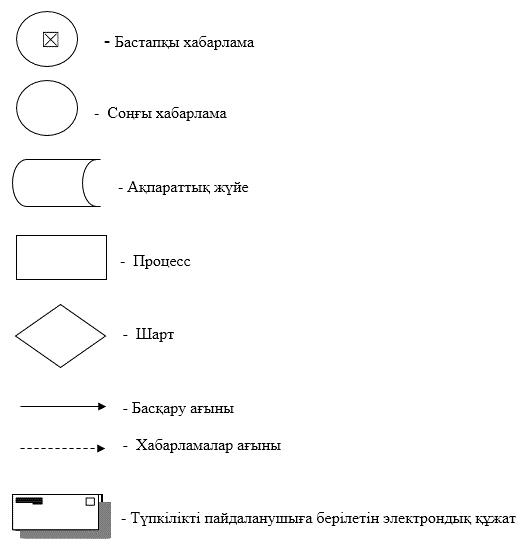 - Бастапқы хабарлама
- Соңғы хабарлама
- Ақпараттық жүйе
- Процесс
- Шарт
- Басқару ағыны
- Хабарламалар ағыны
- Түпкілікті пайдаланушыға берілетін электрондық құжат